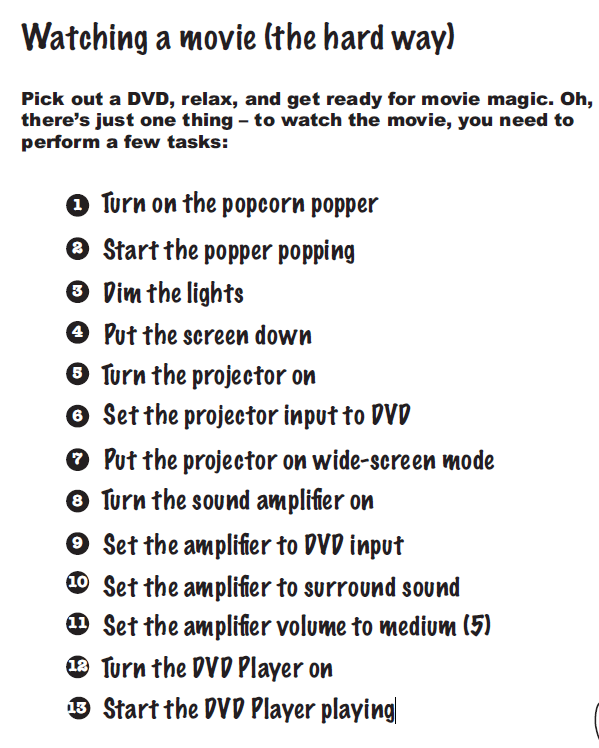 Watching a movie (the hard way)
Pick out a DVD, relax, and get ready for movie magic. Oh,
there’s just one thing – to watch the movie, you need to
perform a few tasks:
1 Turn on the popcorn popper
2 Start the popper popping
3 Dim the lights
4 Put the screen down
5 Turn the projector on
6 Set the projector input to DVD
7 Put the projector on wide-screen mode
8 Turn the sound amplifier on
9 Set the amplifier to DVD input
10 Set the amplifier to surround sound
11 Set the amplifier volume to medium (5)
12 Turn the DVD Player on
13 Start the DVD Player playing